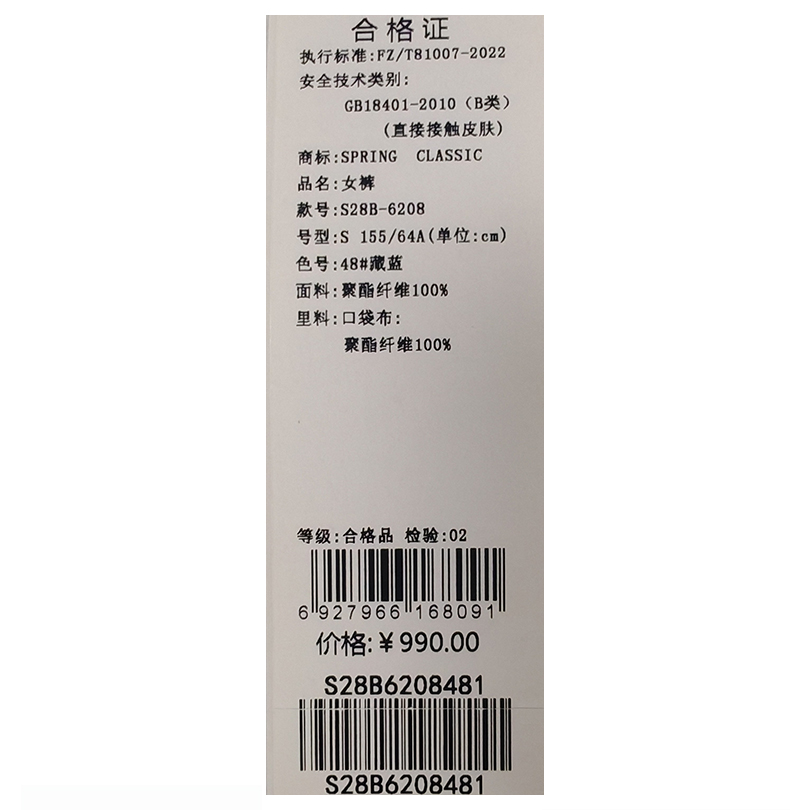 合格证
执行标准:FZ/T81007-2022
安全技术类别:
GB18401-2010（B类）
(直接接触皮肤)
商标:SPRING CLASSIC
品名:女裤
款号:S28B-6208
号型:S 155/64A(单位:cm)
色号:48#藏蓝
面料:聚酯纤维100%
里料:口袋布:
聚酯纤维100%
等级:合格品 检验:02
6 927966 168091
价格:￥990.00
S28B6208481
S28B6208481